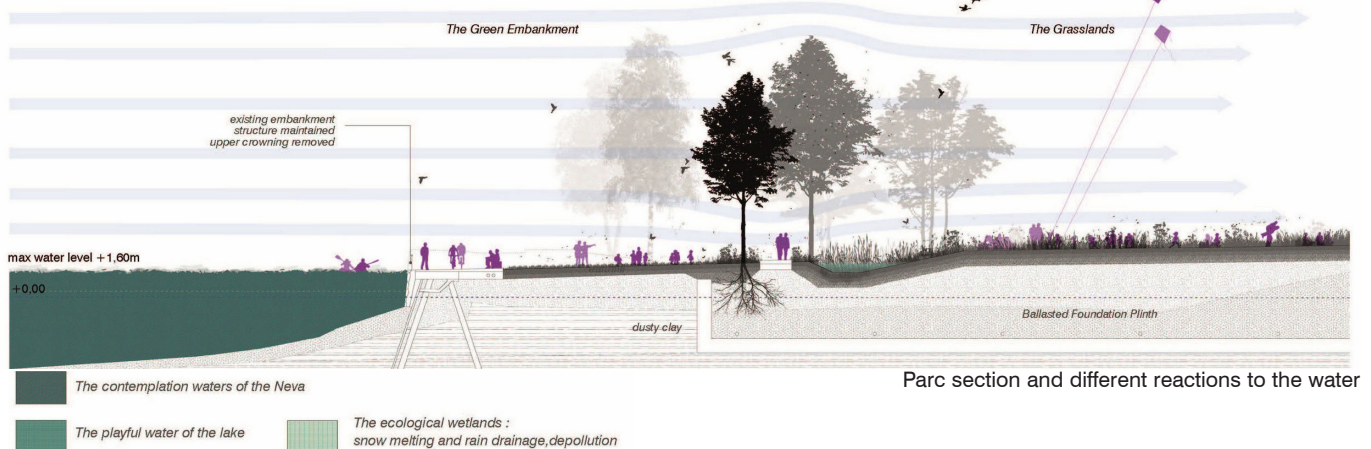 The Green Embankment
The Grasslands
existing embankment
structure maintained
upper crowning removed
max water level +1,60m
+0,00
dusty clay
Ballasted Foundation Plinth
Parc section and different reactions to the water
The contemplation waters of the Neva
The playful water of the lake
The ecological wetlands :
snow melting and rain drainage,depollution